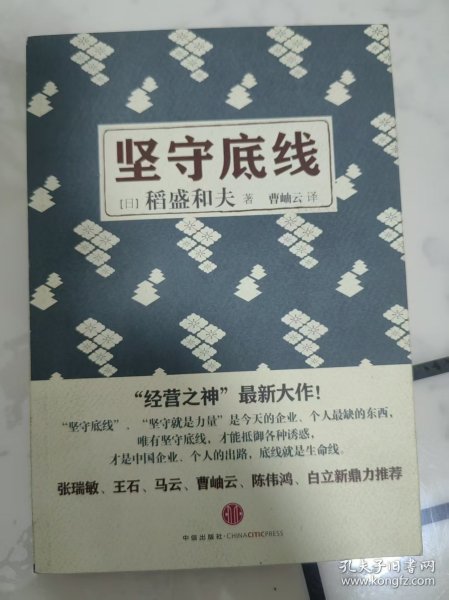 坚守底线
[日] 稻盛和夫 著 曹岫云 译
“经营之神”最新大作！
“坚守底线”、“坚守就是力量”是今天的企业、个人最缺的东西，
唯有坚守底线，才能抵御各种诱惑，
才是中国企业、个人的出路，底线就是生命线。
张瑞敏、王石、马云、曹岫云、陈伟鸿、白立新鼎力推荐
中信出版社·CHINACITICPRESS
孔夫子旧书网
www.kongfz.com